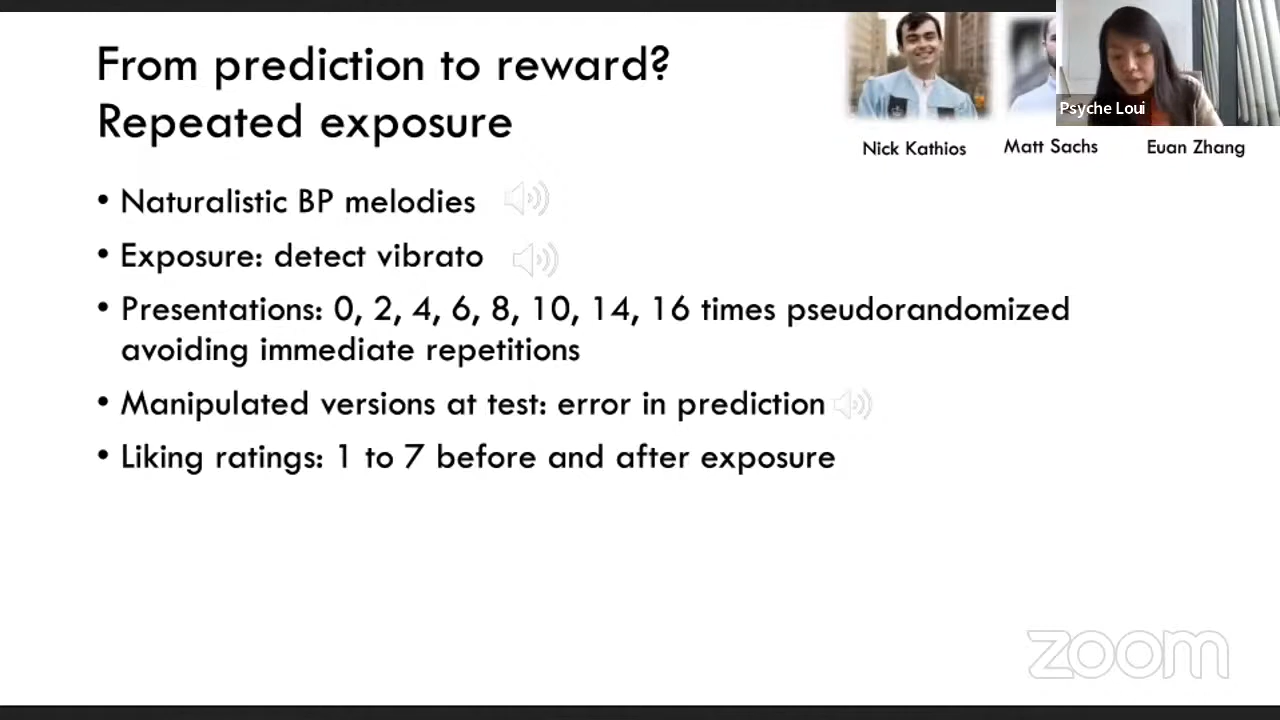 From prediction to reward?
Repeated exposure
Psyche Loui
Nick Kathios
Matt Sachs
Euan Zhang
• Naturalistic BP melodies
• Exposure: detect vibrato
• Presentations: 0, 2, 4, 6, 8, 10, 14, 16 times pseudorandomized
avoiding immediate repetitions
• Manipulated versions at test: error in prediction
• Liking ratings: 1 to 7 before and after exposure
zoom